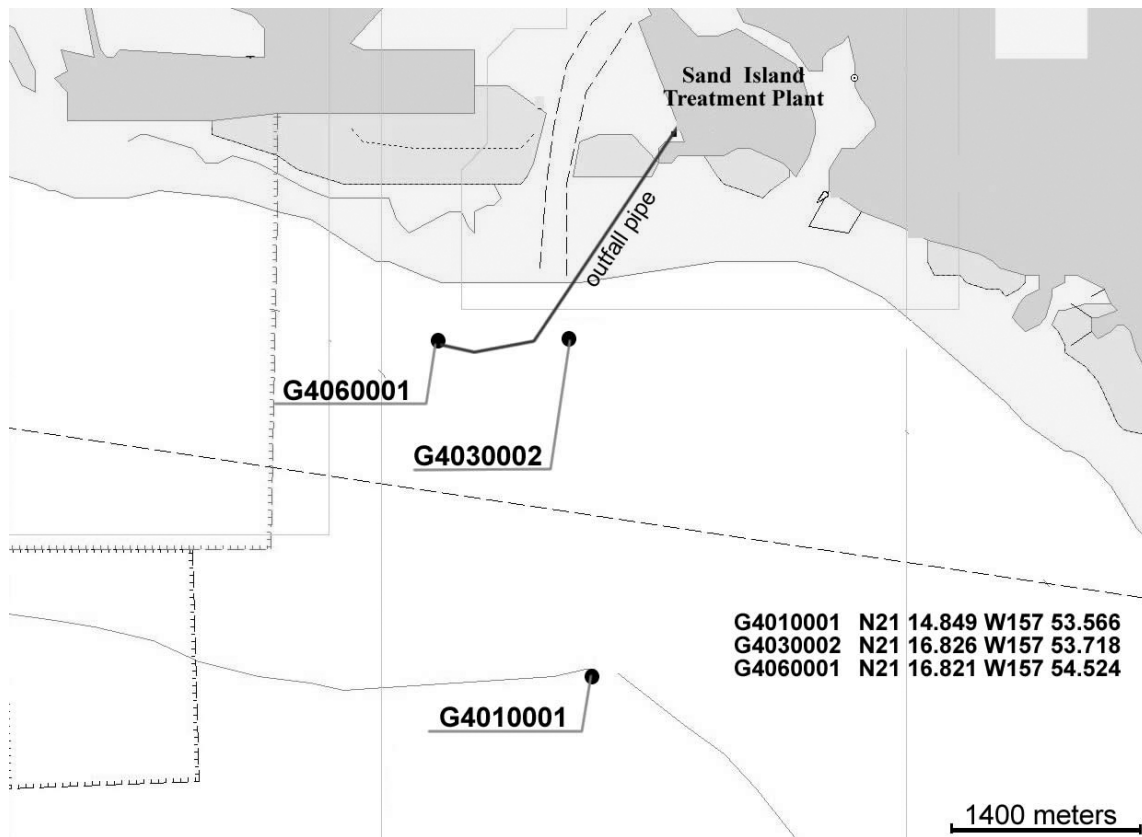 Sand Island
Treatment Plant
outfall pipe
G4060001
G4030002
G4010001 N21 14.849 W157 53.566
G4030002 N21 16.826 W157 53.718
G4060001 N21 16.821 W157 54.524
G4010001
1400 meters